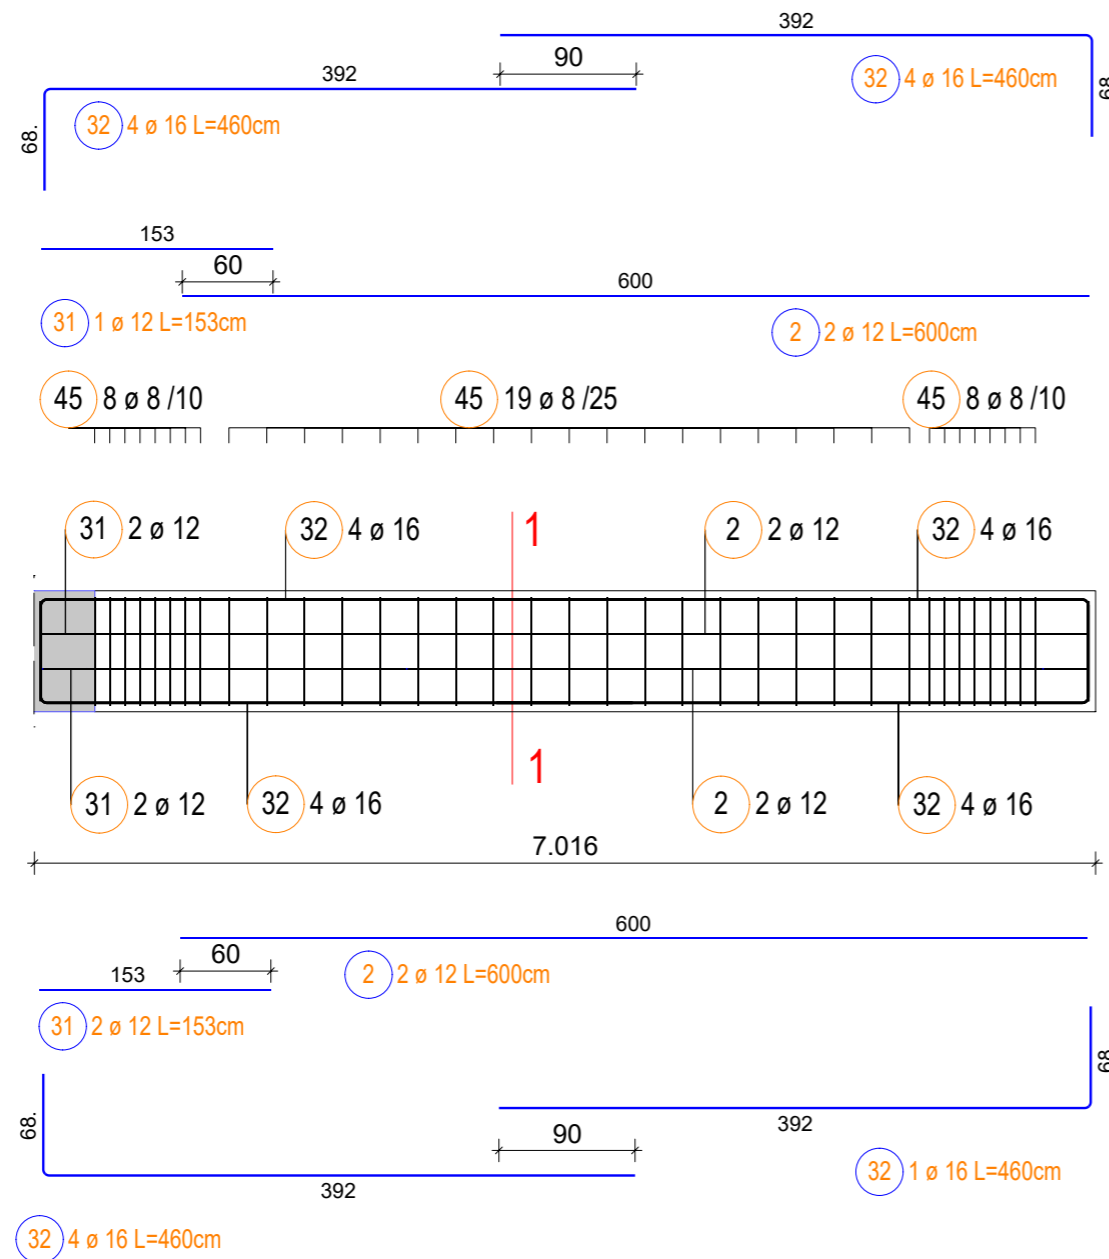 392
90
392
32 4 ø 16 L=460cm
68
32 4 ø 16 L=460cm
68.
153
60
600
31 1 ø 12 L=153cm
2 2 ø 12 L=600cm
45 8 ø 8 /10
45 19 ø 8 /25
45 8 ø 8 /10
31 2 ø 12
32 4 ø 16
1
2 2 ø 12
32 4 ø 16
1
31 2 ø 12
32 4 ø 16
2 2 ø 12
32 4 ø 16
7.016
600
60
153
2 2 ø 12 L=600cm
31 2 ø 12 L=153cm
68
68.
90
392
392
32 1 ø 16 L=460cm
32 4 ø 16 L=460cm